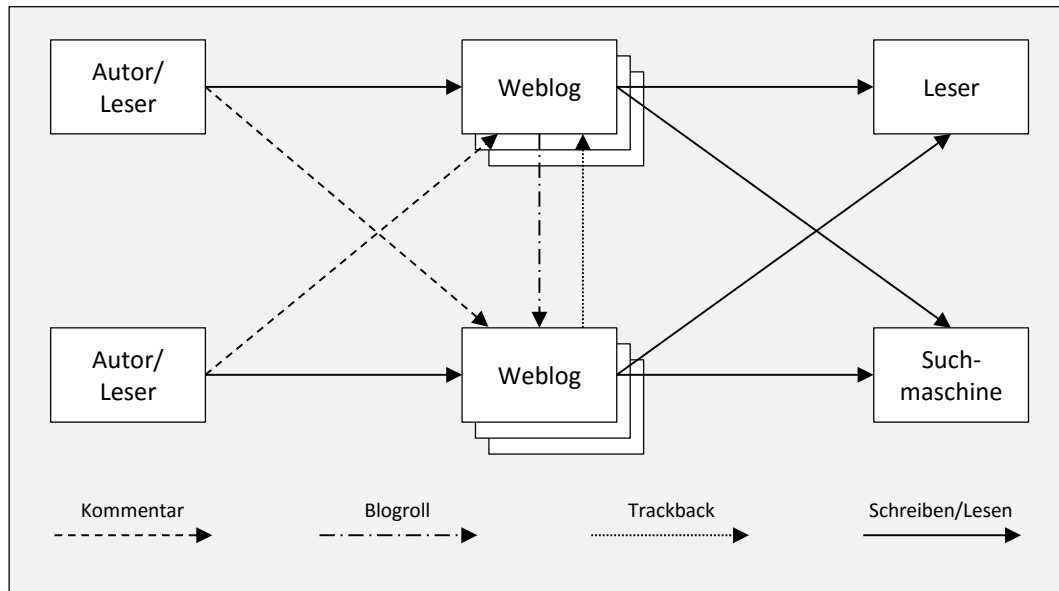 Autor/
Leser
Weblog
Leser
Autor/
Leser
Weblog
Such-
maschine
Kommentar
Blogroll
Trackback
Schreiben/Lesen